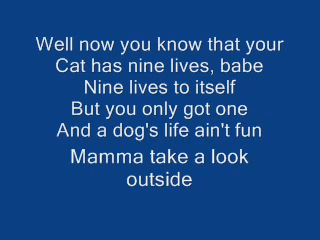 Well now you know that your
Cat has nine lives, babe
Nine lives to itself
But you only got one
And a dog's life ain't fun
Mamma take a look
outside